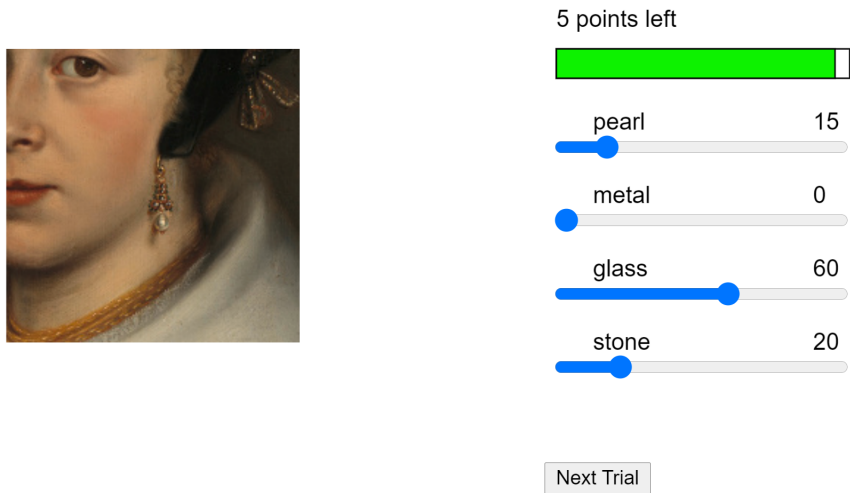 5 points left
pearl 15
metal 0
glass 60
stone 20
Next Trial